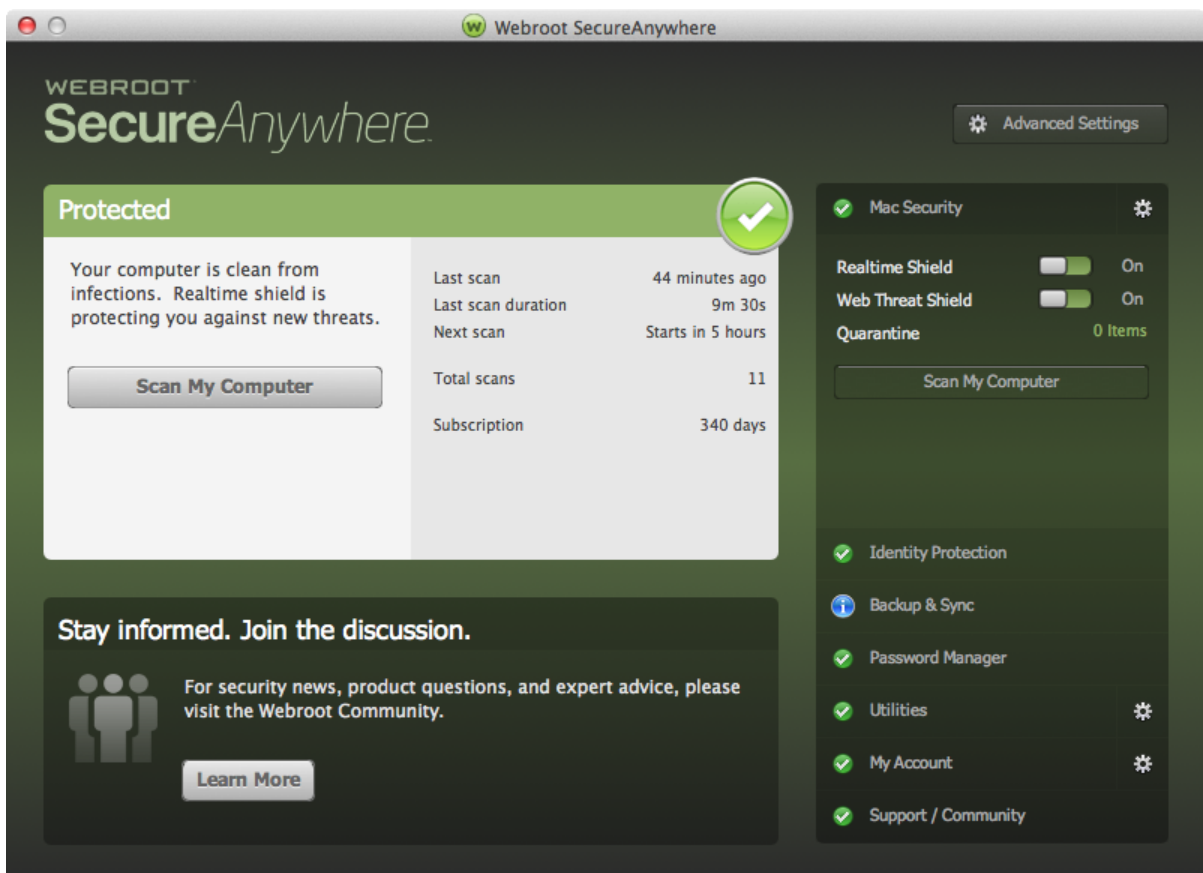 Webroot SecureAnywhere
WEBROOT
SecureAnywhere
Advanced Settings
Protected
Your computer is clean from
infections. Realtime shield is
protecting you against new threats.
Scan My Computer
Last scan 44 minutes ago
Last scan duration 9m 30s
Next scan Starts in 5 hours
Total scans 11
Subscription 340 days
Stay informed. Join the discussion.
For security news, product questions, and expert advice, please
visit the Webroot Community.
Learn More
Mac Security
Realtime Shield On
Web Threat Shield On
Quarantine 0 Items
Scan My Computer
Identity Protection
Backup & Sync
Password Manager
Utilities
My Account
Support / Community